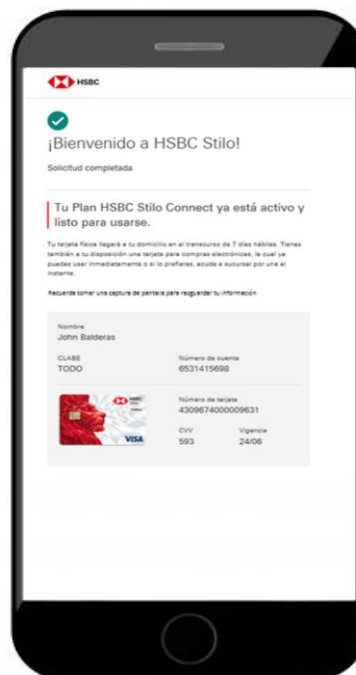 HSBC
¡Bienvenido a HSBC Stilo!
Solicitud completada
Tu Plan HSBC Stilo Connect ya está activo y
listo para usarse.
Tu tarjeta física llegará a tu domicilio en el transcurso de 7 días hábiles. Tienes
también a tu disposición una tarjeta para compras electrónicas, la cual ya
puedes usar inmediatamente o si lo prefieres, acude a sucursal por una al
instante.
Recuerda tomar una captura de pantalla para resguardar tu información
Nombre
John Balderas
CLABE
TODO
Número de cuenta
6531415698
HSBC
VISA
Número de tarjeta
4309674000009631
CVV
593
Vigencia
24/06